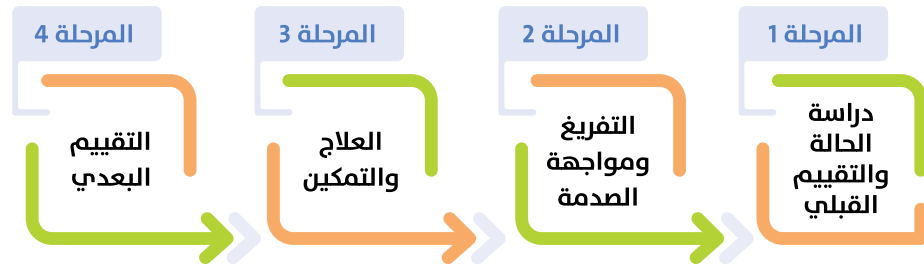 المرحلة 1
دراسة
الحالة
والتقييم
القبلي
المرحلة 2
التفريغ
ومواجهة
الصدمة
المرحلة 3
العلاج
والتمكين
المرحلة 4
التقييم
البعدي